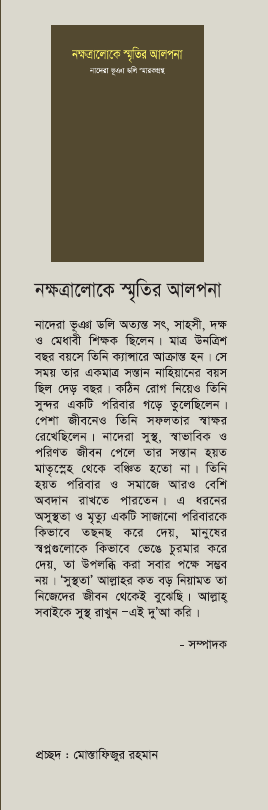 নক্ষত্রালোকে স্মৃতির আলপনা
নাদেরা ভূঞা ডলি স্মারকগ্রন্থ
নক্ষত্রালোকে স্মৃতির আলপনা
নাদেরা ভূঞা ডলি অত্যন্ত সৎ, সাহসী, দক্ষ
ও মেধাবী শিক্ষক ছিলেন। মাত্র উনত্রিশ
বছর বয়সে তিনি ক্যান্সারে আক্রান্ত হন। সে
সময় তার একমাত্র সন্তান নাহিয়ানের বয়স
ছিল দেড় বছর। কঠিন রোগ নিয়েও তিনি
সুন্দর একটি পরিবার গড়ে তুলেছিলেন।
পেশা জীবনেও তিনি সফলতার স্বাক্ষর
রেখেছিলেন। নাদেরা সুস্থ, স্বাভাবিক ও
পরিণত জীবন পেলে তার সন্তান হয়ত
মাতৃস্নেহ থেকে বঞ্চিত হতো না। তিনি
হয়ত পরিবার ও সমাজে আরও বেশি
অবদান রাখতে পারতেন। এ ধরনের
অসুস্থতা ও মৃত্যু একটি সাজানো পরিবারকে
কিভাবে তছনছ করে দেয়, মানুষের
স্বপ্নগুলোকে কিভাবে ভেঙে চুরমার করে
দেয়, তা উপলব্ধি করা সবার পক্ষে সম্ভব
নয়। ‘সুস্থতা’ আল্লাহর কত বড় নিয়ামত তা
নিজেদের জীবন থেকেই বুঝেছি। আল্লাহ্
সবাইকে সুস্থ রাখুন –এই দু'আ করি।
- সম্পাদক
প্রচ্ছদ : মোস্তাফিজুর রহমান